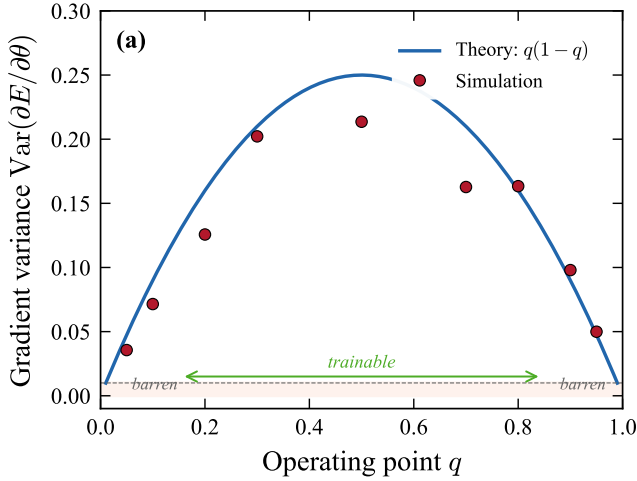 (a)
Theory: q(1 − q)
Simulation
Gradient variance Var(∂E/∂θ)
0.30
0.25
0.20
0.15
0.10
0.05
0.00
trainable
barren
barren
0.0
0.2
0.4
0.6
0.8
1.0
Operating point q